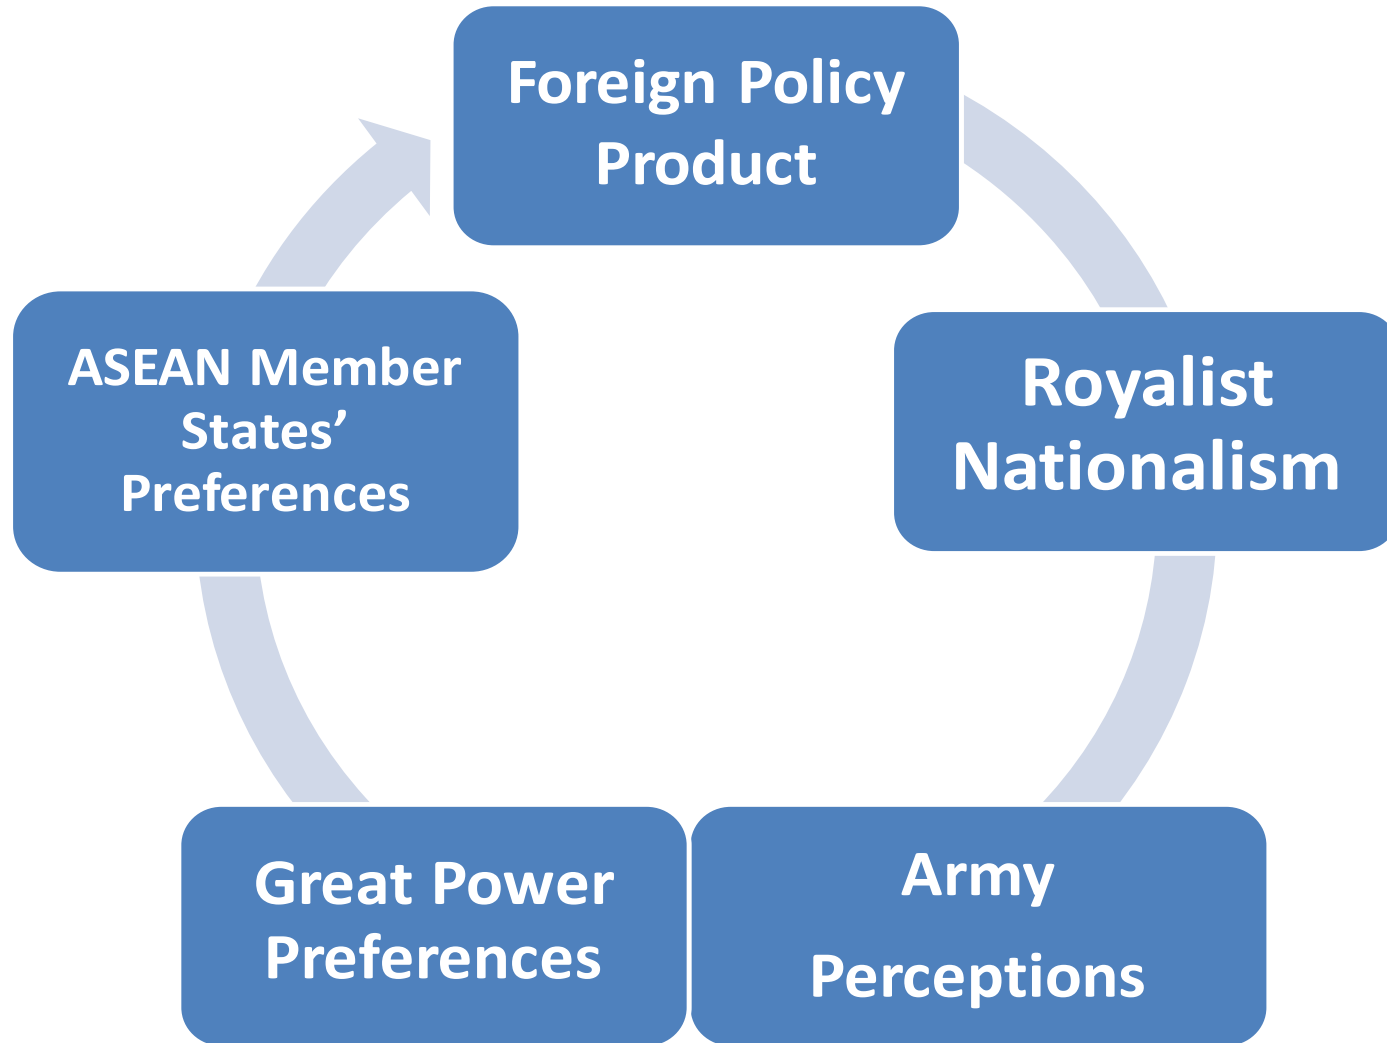 Foreign Policy
Product
Royalist
Nationalism
Army
Perceptions
Great Power
Preferences
ASEAN Member
States’
Preferences